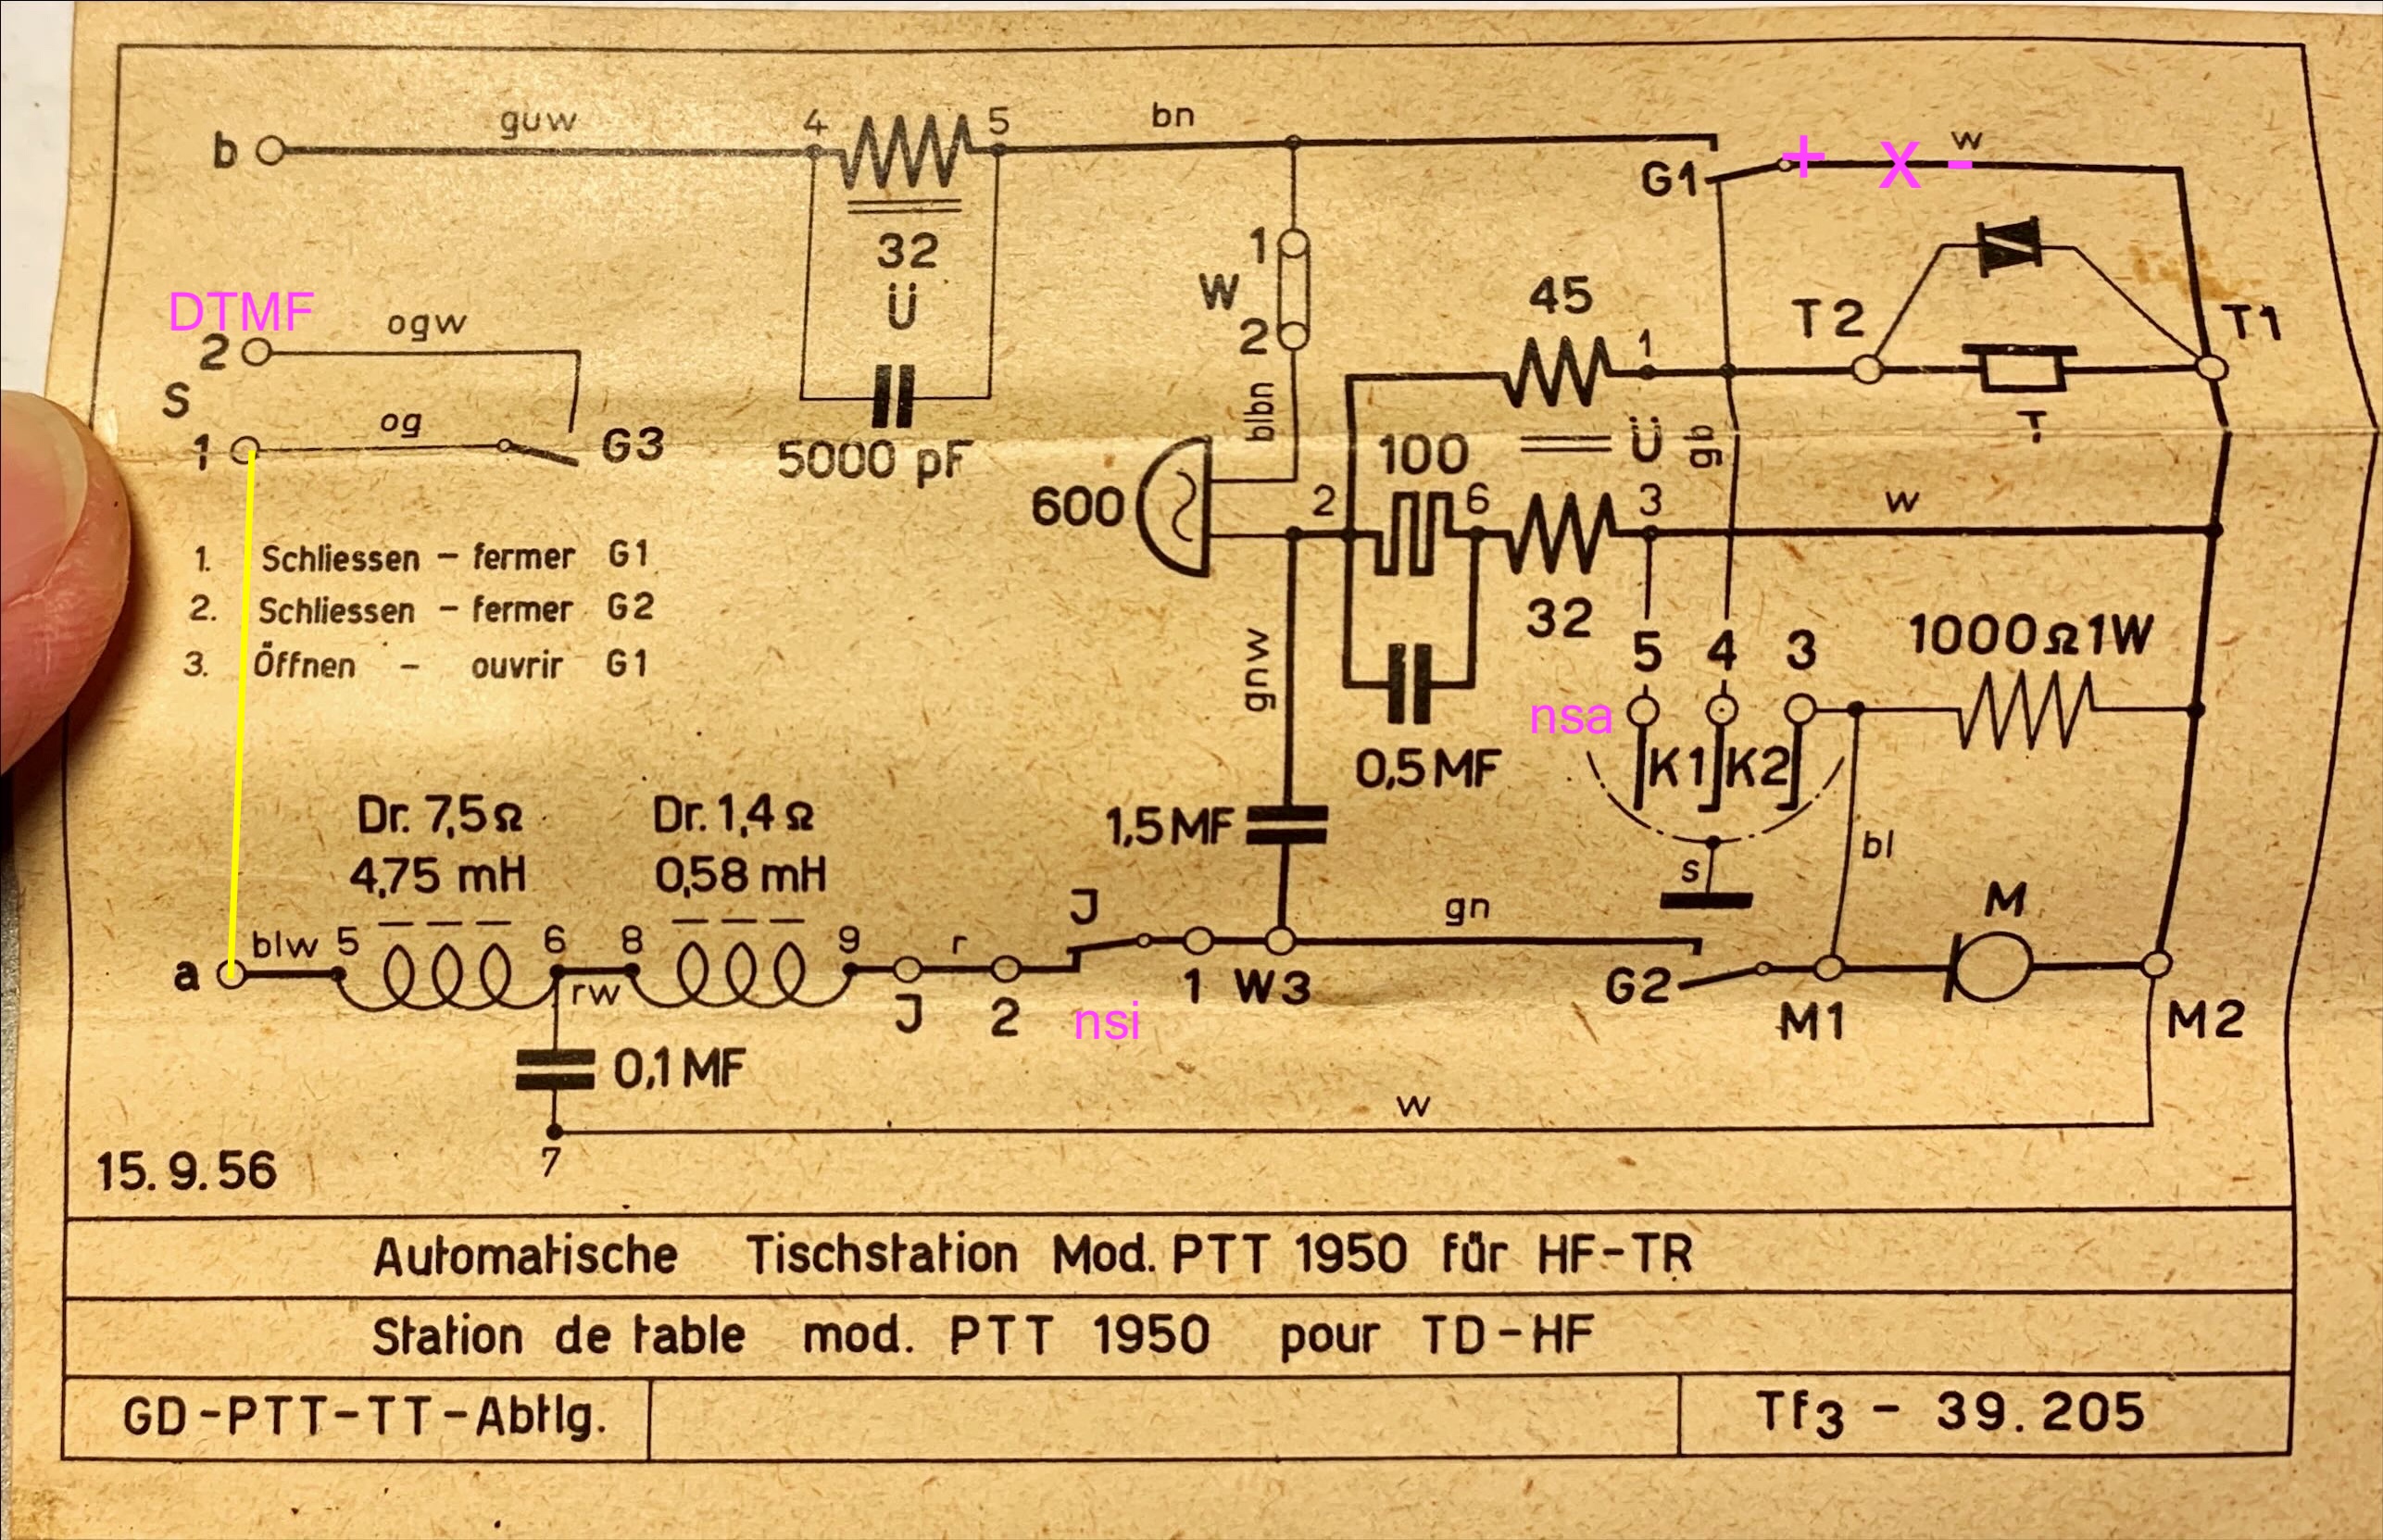 b guw 4 5 bn + x - w
G1
32
Ü
1
W
2
45
1
T2
T1
DTMF
2 ogw
S
1 og G3
5000 pF
blbn
600
2
100
6
Ü
3
gb
T
w
32
1. Schliessen - fermer G1
2. Schliessen - fermer G2
3. Öffnen - ouvrir G1
gnw
0,5 MF
5 4 3
1000Ω 1W
nsa
K1 K2
s
bl
Dr. 7,5Ω
4,75 mH
Dr. 1,4Ω
0,58 mH
1,5 MF
a blw 5 6 8 9 r J gn M
rw J 2 1 W3 G2 M1 M2
nsi
0,1 MF
w
7
15.9.56
Automatische Tischstation Mod. PTT 1950 für HF-TR
Station de table mod. PTT 1950 pour TD-HF
GD-PTT-TT-Abtlg.
Tf3 - 39.205